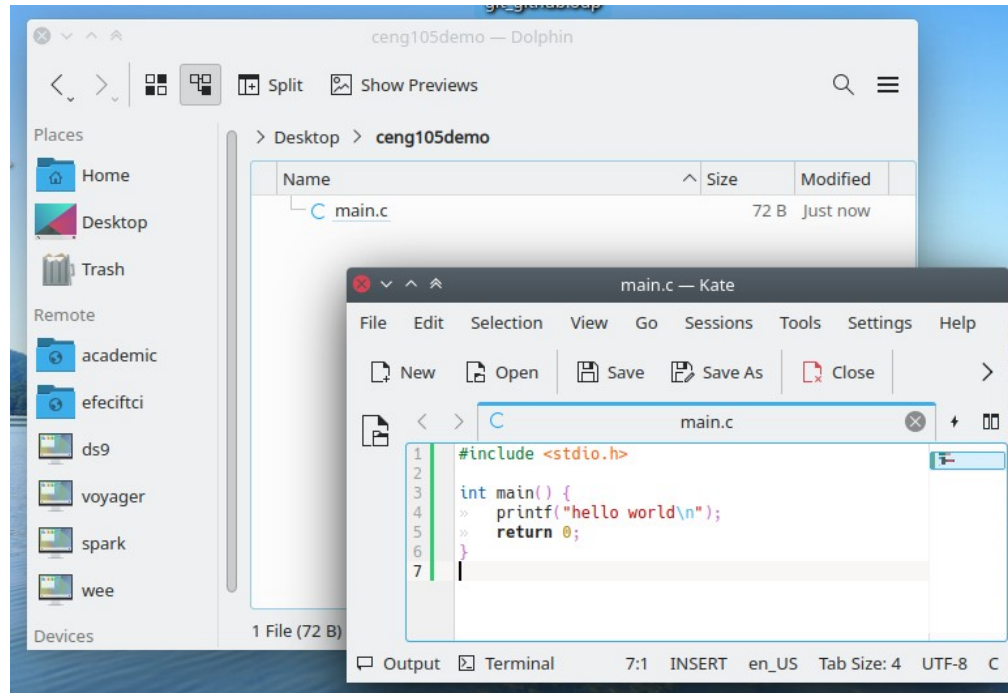 ceng105demo — Dolphin
Split Show Previews
Places
Home
Desktop
Trash
Remote
academic
efeciftci
ds9
voyager
spark
wee
Devices
> Desktop > ceng105demo
Name Size Modified
main.c 72 B Just now
1 File (72 B)
main.c — Kate
File Edit Selection View Go Sessions Tools Settings Help
New Open Save Save As Close
main.c
1 #include <stdio.h>
2
3 int main() {
4 » printf("hello world\n");
5 » return 0;
6 }
7
Output Terminal 7:1 INSERT en_US Tab Size: 4 UTF-8 C